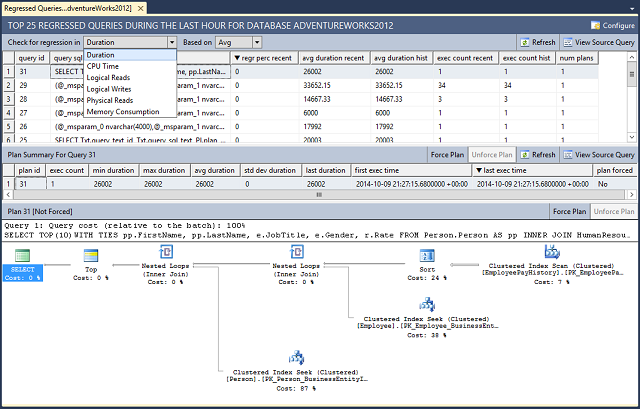 Regressed Queries...dventureWorks2012]
TOP 25 REGRESSED QUERIES DURING THE LAST HOUR FOR DATABASE ADVENTUREWORKS2012
Configure
Check for regression in Duration Based on Avg Refresh View Source Query
Duration
CPU Time
Logical Reads
Logical Writes
Physical Reads
Memory Consumption
query id query sql regr perc recent avg duration recent avg duration hist exec count recent exec count hist num plans
1 31 SELECT T me, pp.LastNa... 0 26002 26002 1 1 1
2 29 (@_msparam_0 msparam_1 nvarc... 0 33652.15 33652.15 34 34 1
3 28 (@_msparam_0 msparam_1 nvarc... 0 14667.33 14667.33 3 3 1
4 27 (@_msparam_0 msparam_1 nvarc... 0 6000 6000 1 1 1
5 26 (@_msparam_0 nvarchar(4000),@_msparam_1 nvarc... 0 17992 17992 1 1 1
6 25 SELECT Txt.query_text_id, Txt.query_sql_text, Pl.plan 0 20003 20003 1 1 1
Plan Summary For Query 31 Force Plan Unforce Plan Refresh View Source Query
plan id exec count min duration max duration avg duration std dev duration last duration first exec time last exec time plan forced
1 31 1 26002 26002 26002 0 26002 2014-10-09 21:27:15.6800000 +00:00 2014-10-09 21:27:15.6800000 +00:00 No
Plan 31 [Not Forced] Force Plan Unforce Plan
Query 1: Query cost (relative to the batch): 100%
SELECT TOP(10) WITH TIES pp.FirstName, pp.LastName, e.JobTitle, e.Gender, r.Rate FROM Person.Person AS pp INNER JOIN HumanResou...
SELECT
Cost: 0 %
Top
Cost: 0 %
Nested Loops
(Inner Join)
Cost: 0 %
Nested Loops
(Inner Join)
Cost: 0 %
Sort
Cost: 24 %
Clustered Index Scan (Clustered)
[EmployeePayHistory].[PK_EmployeePa...
Cost: 7 %
Clustered Index Seek (Clustered)
[Employee].[PK_Employee_BusinessEnt...
Cost: 38 %
Clustered Index Seek (Clustered)
[Person].[PK_Person_BusinessEntityI...
Cost: 87 %